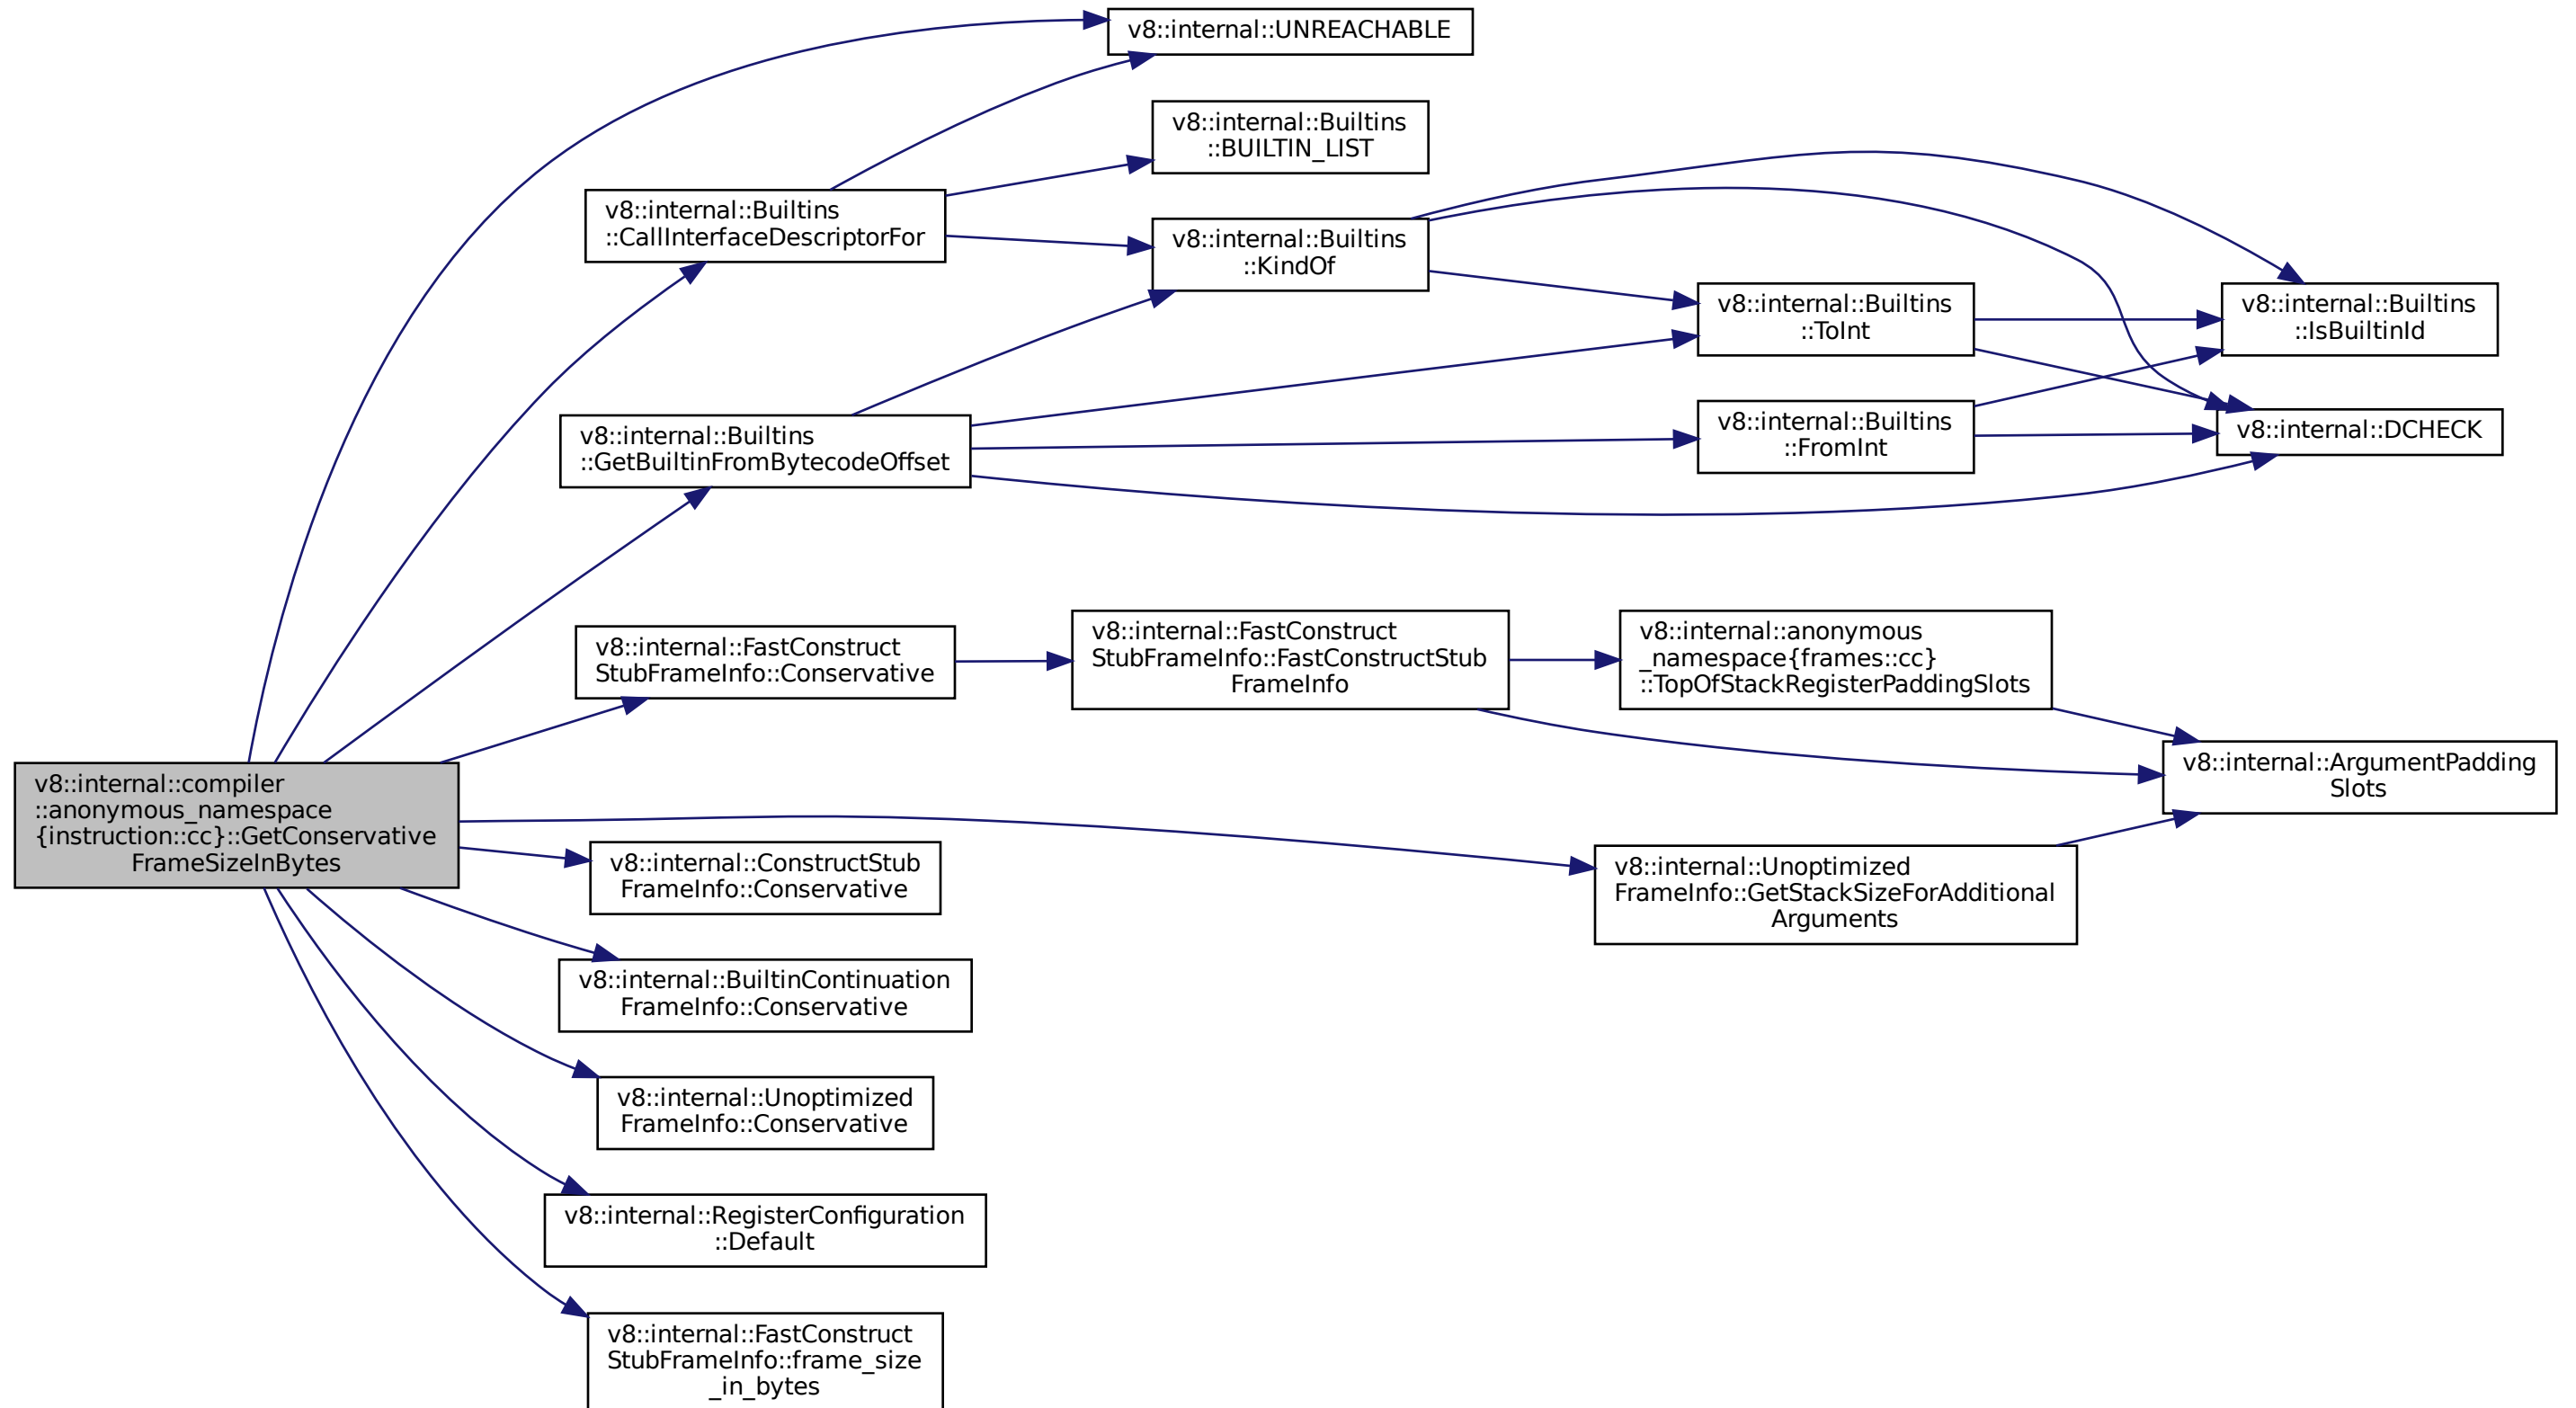 v8::internal::UNREACHABLE
v8::internal::Builtins
::BUILTIN_LIST
v8::internal::Builtins
::CallInterfaceDescriptorFor
v8::internal::Builtins
::KindOf
v8::internal::Builtins
::ToInt
v8::internal::Builtins
::IsBuiltinId
v8::internal::Builtins
::GetBuiltinFromBytecodeOffset
v8::internal::Builtins
::FromInt
v8::internal::DCHECK
v8::internal::FastConstruct
StubFrameInfo::Conservative
v8::internal::FastConstruct
StubFrameInfo::FastConstructStub
FrameInfo
v8::internal::anonymous
_namespace{frames::cc}
::TopOfStackRegisterPaddingSlots
v8::internal::ArgumentPadding
Slots
v8::internal::compiler
::anonymous_namespace
{instruction::cc}::GetConservative
FrameSizeInBytes
v8::internal::ConstructStub
FrameInfo::Conservative
v8::internal::Unoptimized
FrameInfo::GetStackSizeForAdditional
Arguments
v8::internal::BuiltinContinuation
FrameInfo::Conservative
v8::internal::Unoptimized
FrameInfo::Conservative
v8::internal::RegisterConfiguration
::Default
v8::internal::FastConstruct
StubFrameInfo::frame_size
_in_bytes